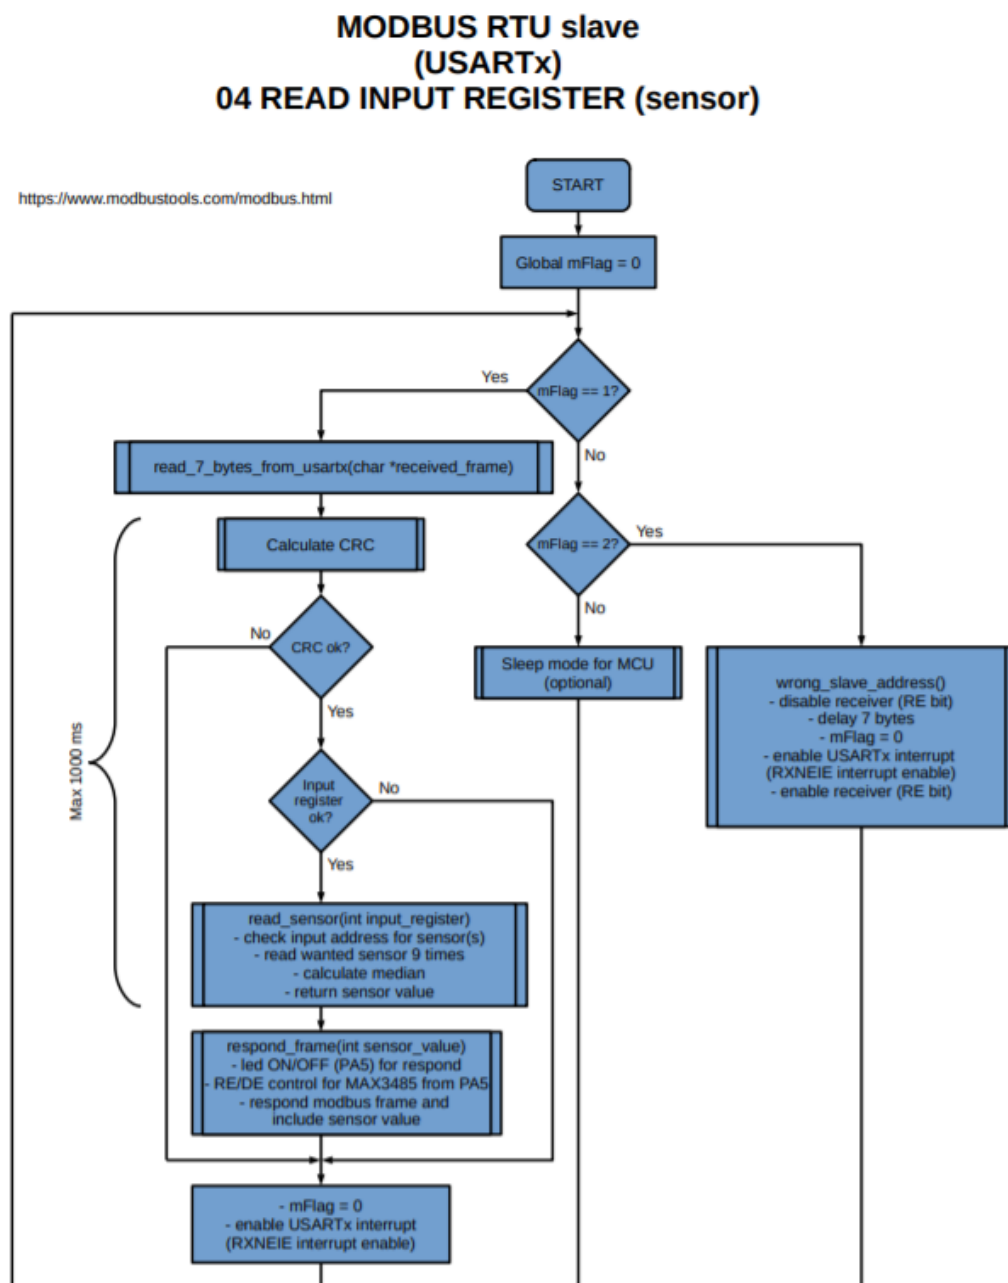 MODBUS RTU slave
(USARTx)
04 READ INPUT REGISTER (sensor)
https://www.modbustools.com/modbus.html
START
Global mFlag = 0
mFlag == 1?
Yes
No
read_7_bytes_from_usartx(char *received_frame)
Calculate CRC
mFlag == 2?
Yes
No
CRC ok?
No
Yes
Sleep mode for MCU
(optional)
wrong_slave_address()
- disable receiver (RE bit)
- delay 7 bytes
- mFlag = 0
- enable USARTx interrupt
(RXNEIE interrupt enable)
- enable receiver (RE bit)
Max 1000 ms
Input
register
ok?
No
Yes
read_sensor(int input_register)
- check input address for sensor(s)
- read wanted sensor 9 times
- calculate median
- return sensor value
respond_frame(int sensor_value)
- led ON/OFF (PA5) for respond
- RE/DE control for MAX3485 from PA5
- respond modbus frame and
include sensor value
- mFlag = 0
- enable USARTx interrupt
(RXNEIE interrupt enable)